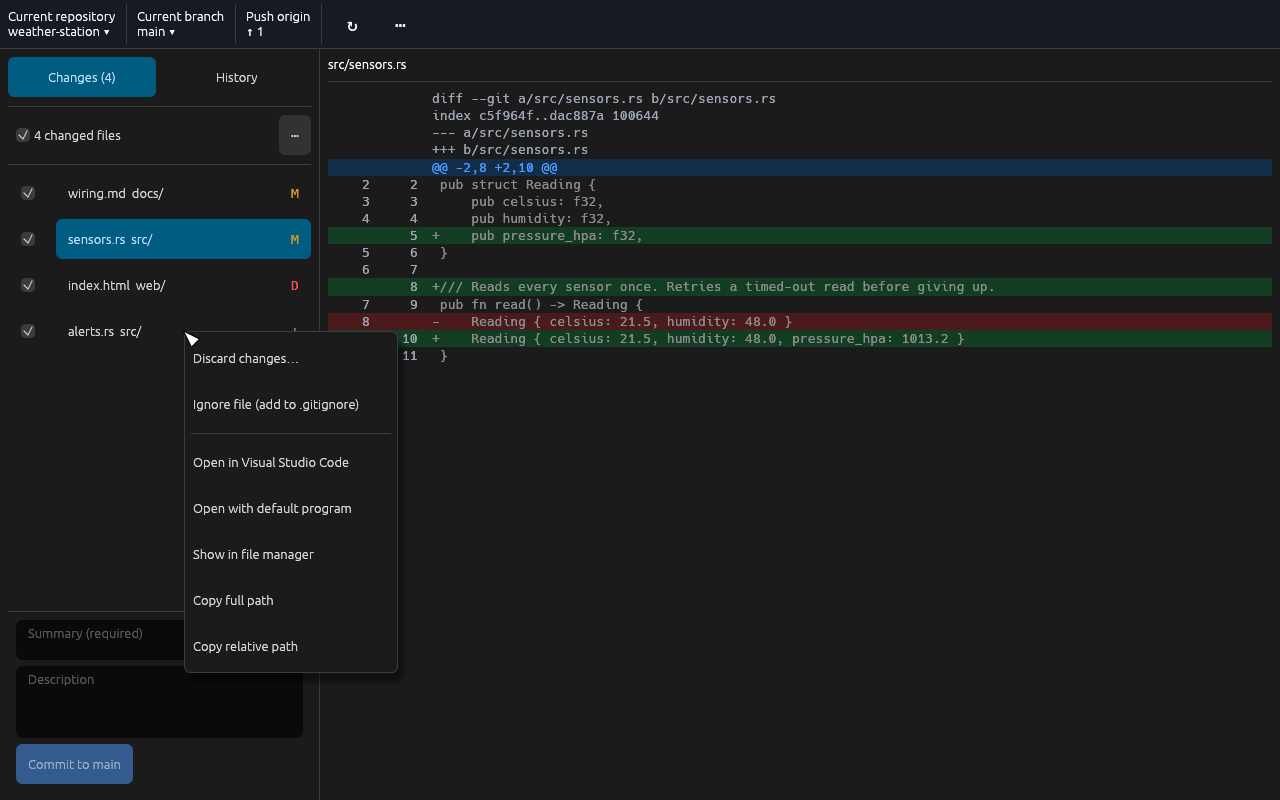 Current repository
weather-station ▾
Current branch
main ▾
Push origin
↑ 1
↻
⋯
Changes (4)
History
4 changed files
⋯
wiring.md docs/ M
sensors.rs src/ M
index.html web/ D
alerts.rs src/
Discard changes…
Ignore file (add to .gitignore)
Open in Visual Studio Code
Open with default program
Show in file manager
Copy full path
Copy relative path
Summary (required)
Description
Commit to main
src/sensors.rs
diff --git a/src/sensors.rs b/src/sensors.rs
index c5f964f..dac887a 100644
--- a/src/sensors.rs
+++ b/src/sensors.rs
@@ -2,8 +2,10 @@
2 2 pub struct Reading {
3 3 pub celsius: f32,
4 4 pub humidity: f32,
5 + pub pressure_hpa: f32,
5 6 }
6 7
8 +/// Reads every sensor once. Retries a timed-out read before giving up.
7 9 pub fn read() -> Reading {
8 - Reading { celsius: 21.5, humidity: 48.0 }
10 + Reading { celsius: 21.5, humidity: 48.0, pressure_hpa: 1013.2 }
11 }